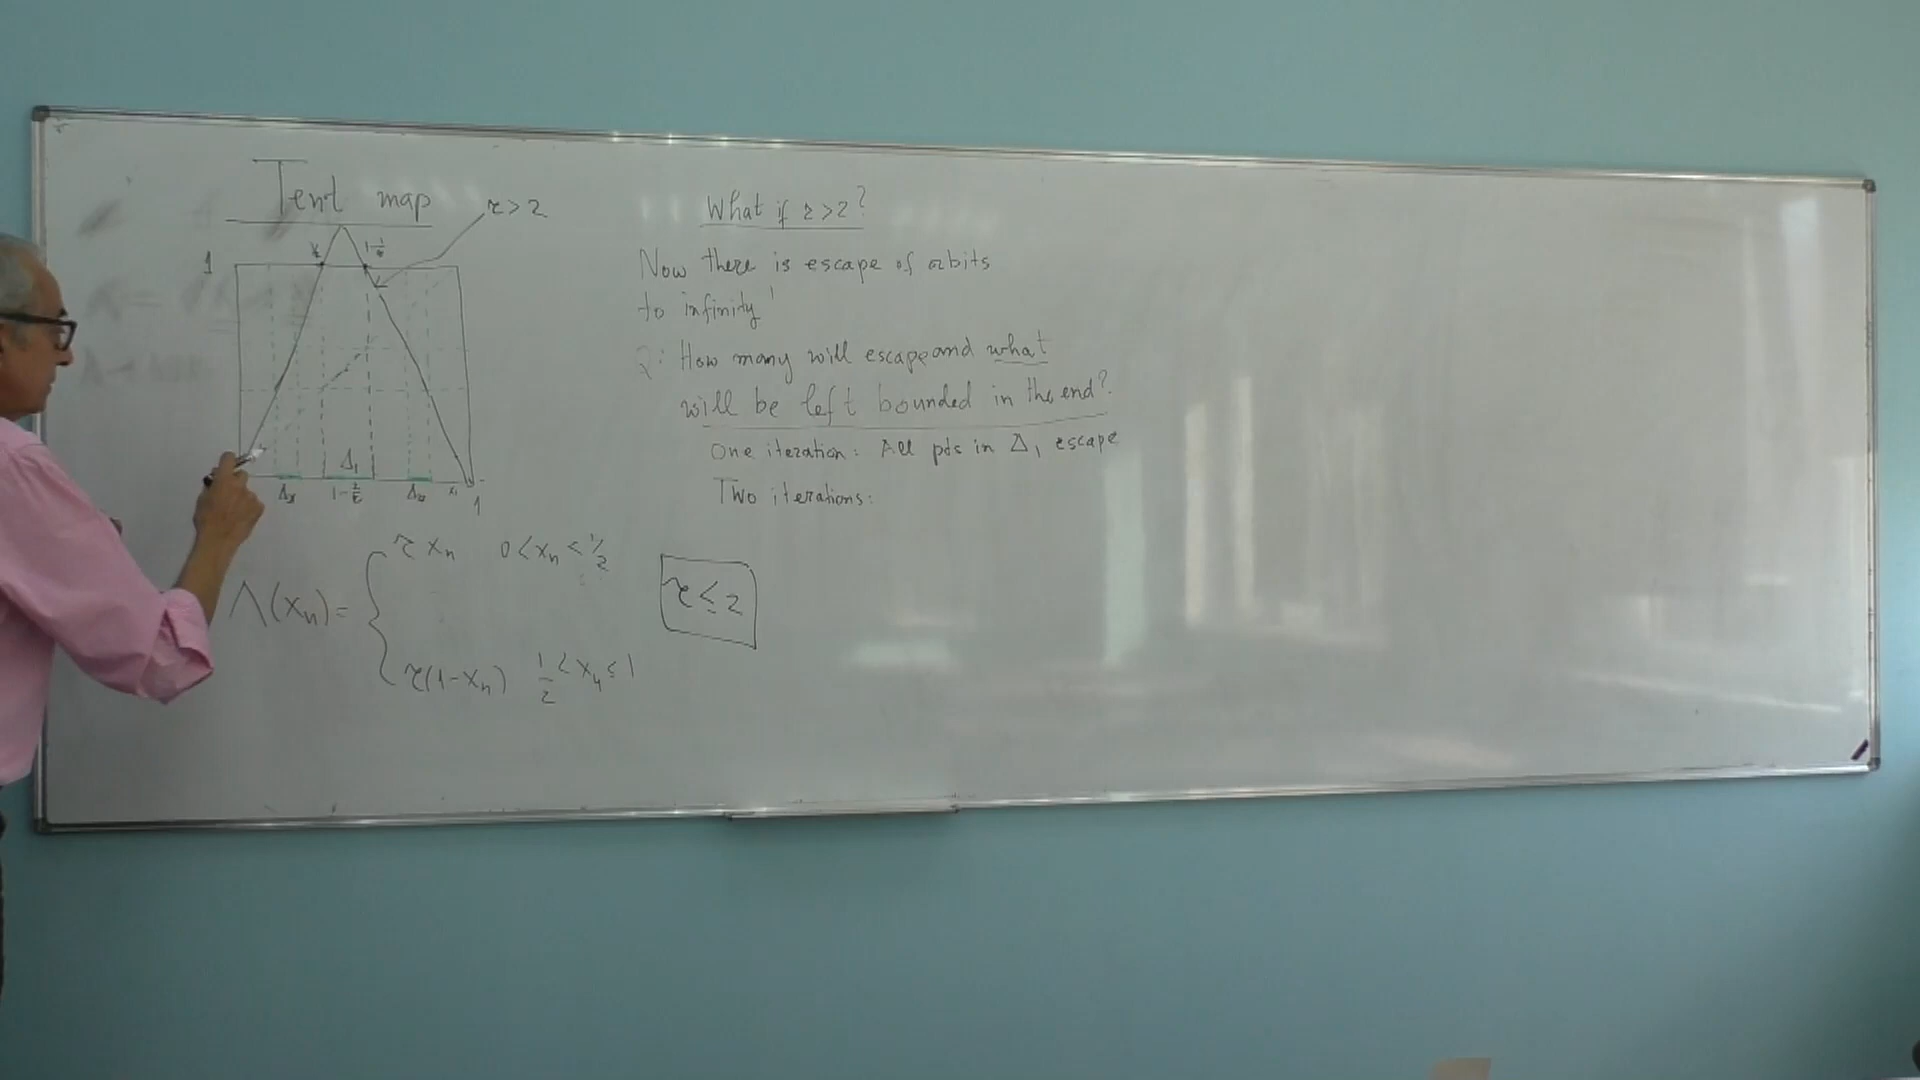 Tent map
r>2
1
1/r
1-1/r
Δ₁
1-2/r
1
Λ(xₙ)=
r xₙ 0<xₙ<1/2
r(1-xₙ) 1/2<xₙ≤1
r≤2
What if r>2?
Now there is escape of orbits
to infinity!
Q: How many will escape and what
will be left bounded in the end?
One iteration: All pts in Δ₁ escape
Two iterations: